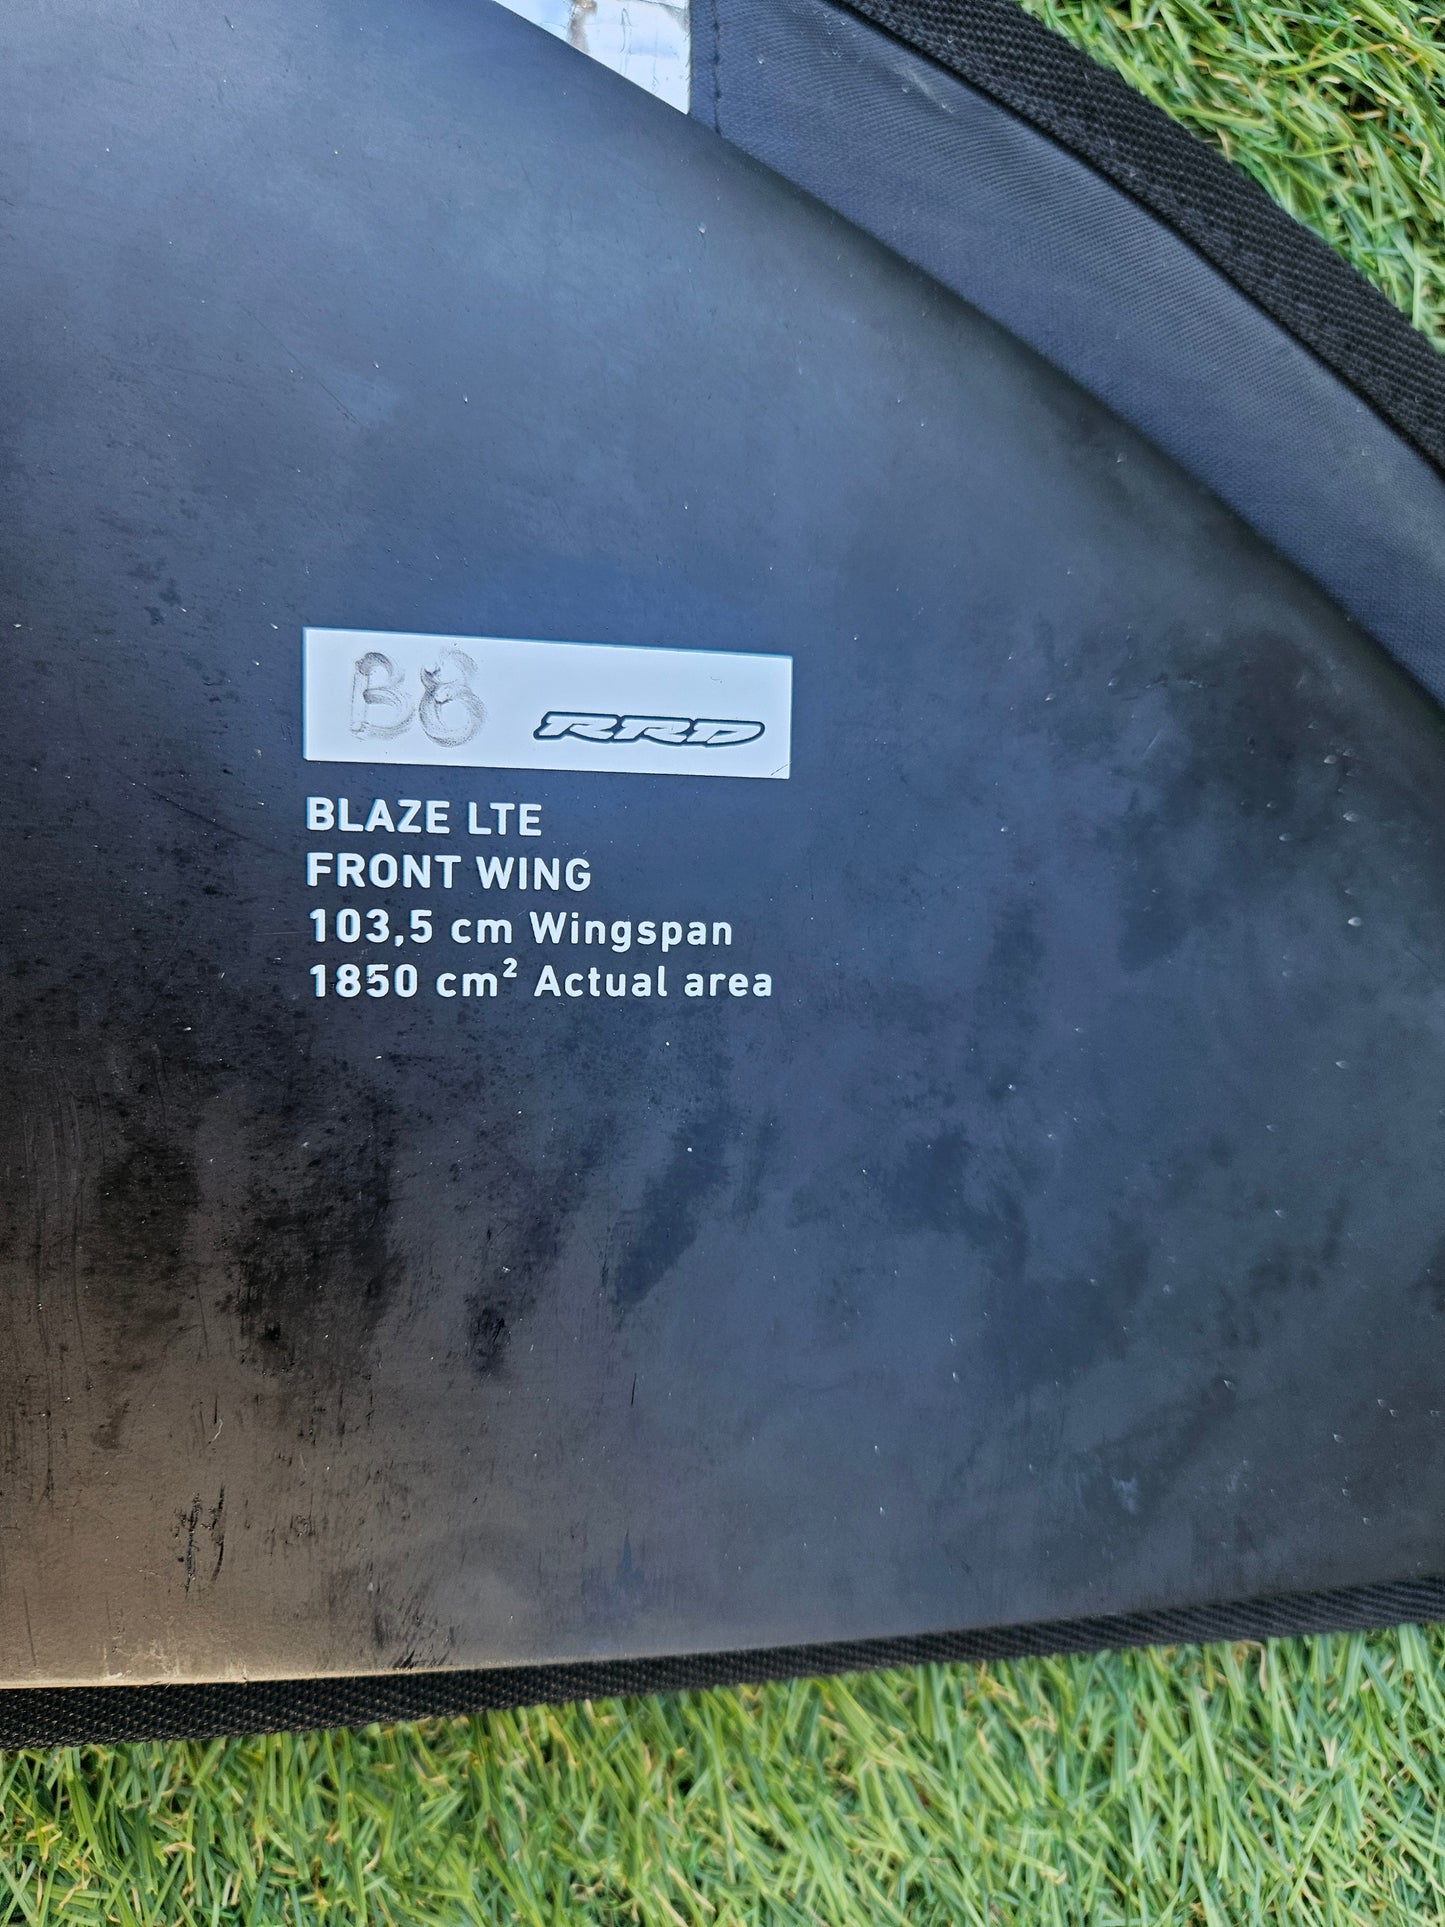 B8 RRD
BLAZE LTE
FRONT WING
103,5 cm Wingspan
1850 cm² Actual area